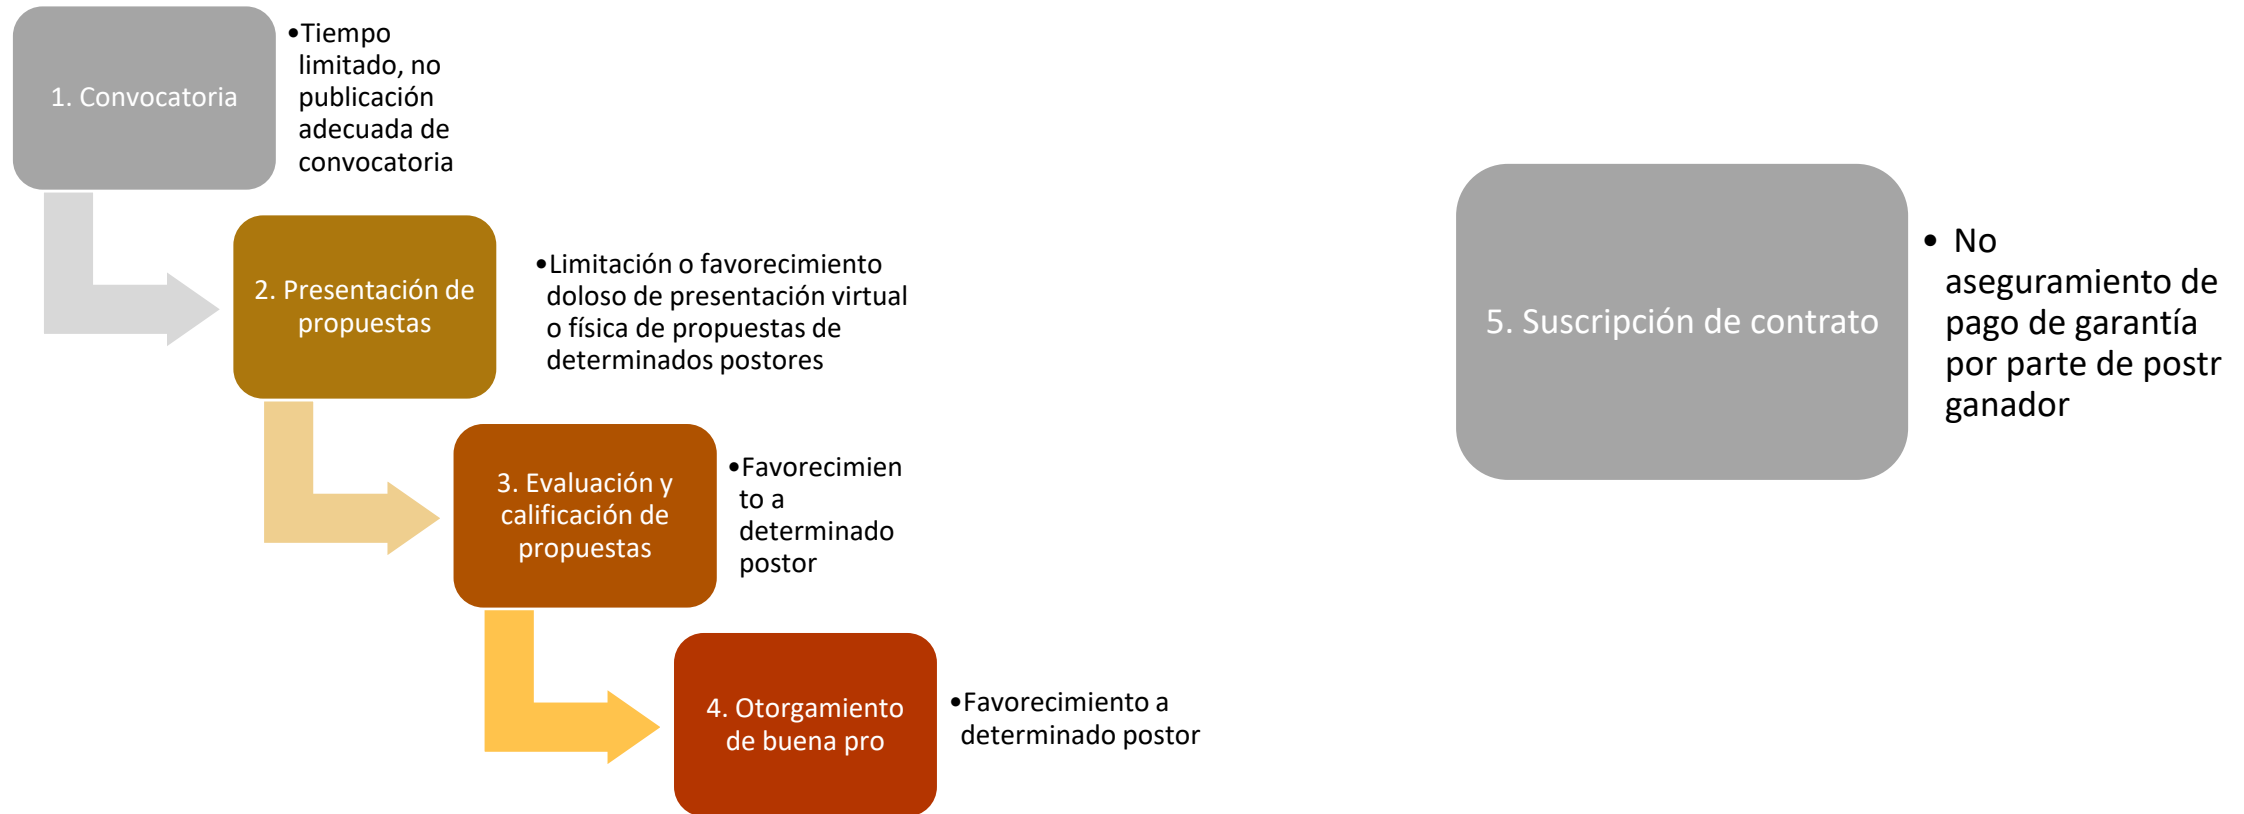 1. Convocatoria
•Tiempo
limitado, no
publicación
adecuada de
convocatoria
2. Presentación de
propuestas
•Limitación o favorecimiento
doloso de presentación virtual
o física de propuestas de
determinados postores
3. Evaluación y
calificación de
propuestas
•Favorecimien
to a
determinado
postor
4. Otorgamiento
de buena pro
•Favorecimiento a
determinado postor
5. Suscripción de contrato
• No
aseguramiento de
pago de garantía
por parte de postr
ganador